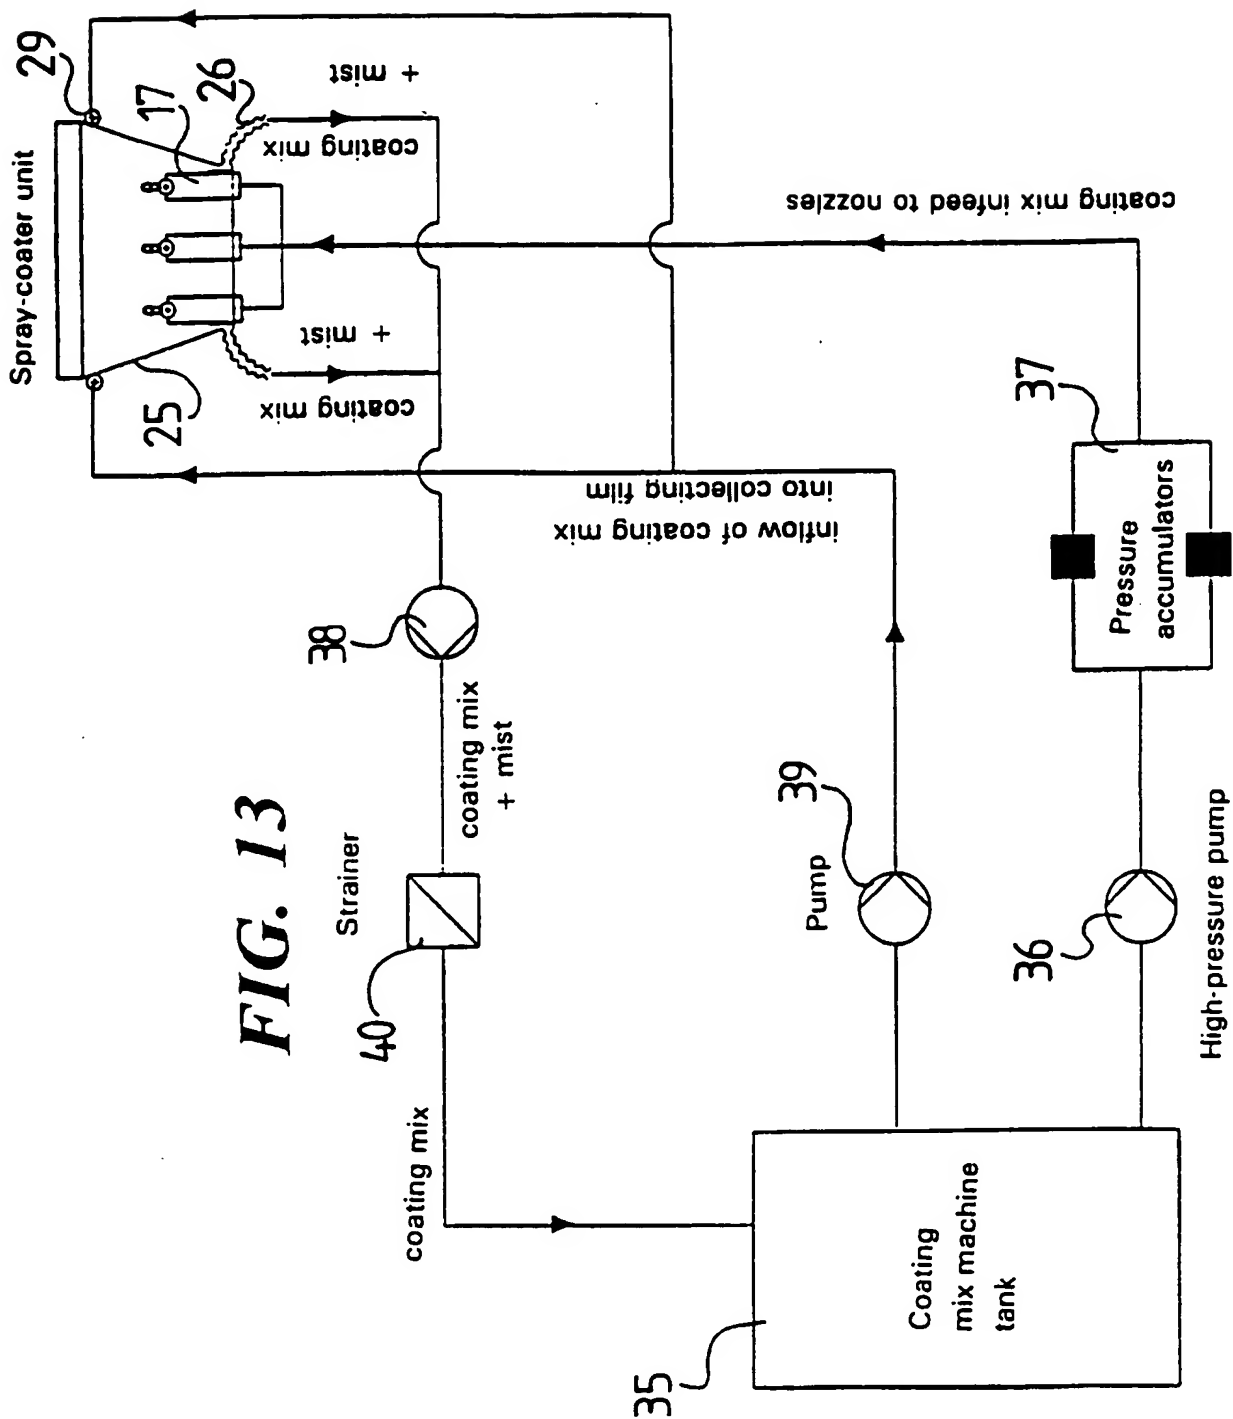 FIG. 13
Spray-coater unit
29
17
26
25
coating mix
+ mist
coating mix
+ mist
coating mix infeed to nozzles
inflow of coating mix
into collecting film
38
coating mix
+ mist
Strainer
40
coating mix
Pump
39
37
Pressure
accumulators
36
High-pressure pump
35
Coating
mix machine
tank